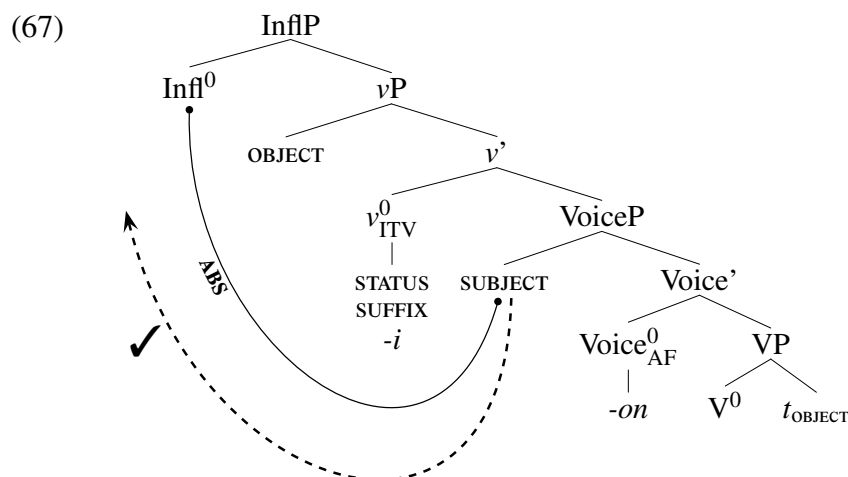 (67)
InflP
Infl⁰ vP
OBJECT v’
v⁰ITV VoiceP
ABS
STATUS SUFFIX -i
SUBJECT Voice’
✓
Voice⁰AF VP
-on V⁰ tOBJECT